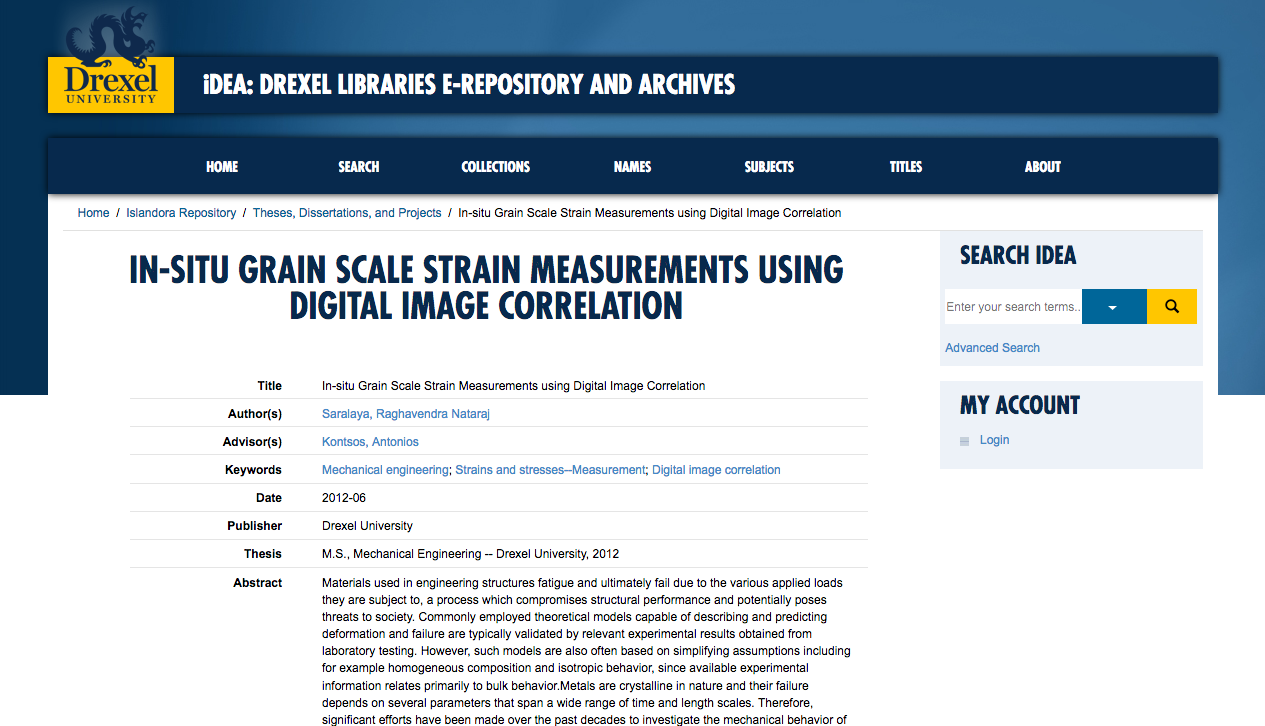 Drexel
UNIVERSITY
iDEA: DREXEL LIBRARIES E-REPOSITORY AND ARCHIVES
HOME SEARCH COLLECTIONS NAMES SUBJECTS TITLES ABOUT
Home / Islandora Repository / Theses, Dissertations, and Projects / In-situ Grain Scale Strain Measurements using Digital Image Correlation
IN-SITU GRAIN SCALE STRAIN MEASUREMENTS USING
DIGITAL IMAGE CORRELATION
Title In-situ Grain Scale Strain Measurements using Digital Image Correlation
Author(s) Saralaya, Raghavendra Nataraj
Advisor(s) Kontsos, Antonios
Keywords Mechanical engineering; Strains and stresses--Measurement; Digital image correlation
Date 2012-06
Publisher Drexel University
Thesis M.S., Mechanical Engineering -- Drexel University, 2012
Abstract Materials used in engineering structures fatigue and ultimately fail due to the various applied loads
they are subject to, a process which compromises structural performance and potentially poses
threats to society. Commonly employed theoretical models capable of describing and predicting
deformation and failure are typically validated by relevant experimental results obtained from
laboratory testing. However, such models are also often based on simplifying assumptions including
for example homogeneous composition and isotropic behavior, since available experimental
information relates primarily to bulk behavior.Metals are crystalline in nature and their failure
depends on several parameters that span a wide range of time and length scales. Therefore,
significant efforts have been made over the past decades to investigate the mechanical behavior of
SEARCH IDEA
Enter your search terms..
Advanced Search
MY ACCOUNT
Login